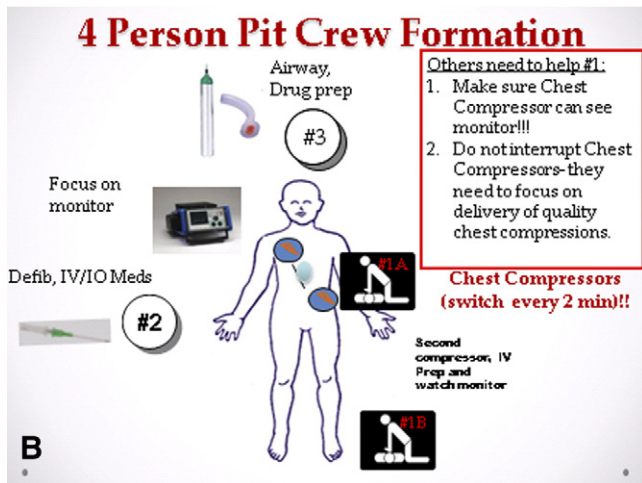 4 Person Pit Crew Formation
Airway,
Drug prep
#3
Others need to help #1:
1. Make sure Chest
Compressor can see
monitor!!!
2. Do not interrupt Chest
Compressors- they
need to focus on
delivery of quality
chest compressions.
Focus on
monitor
#1A
Chest Compressors
(switch every 2 min)!!
Defib, IV/IO Meds
#2
Second
compressor, IV
Prep and
watch monitor
#1B
B